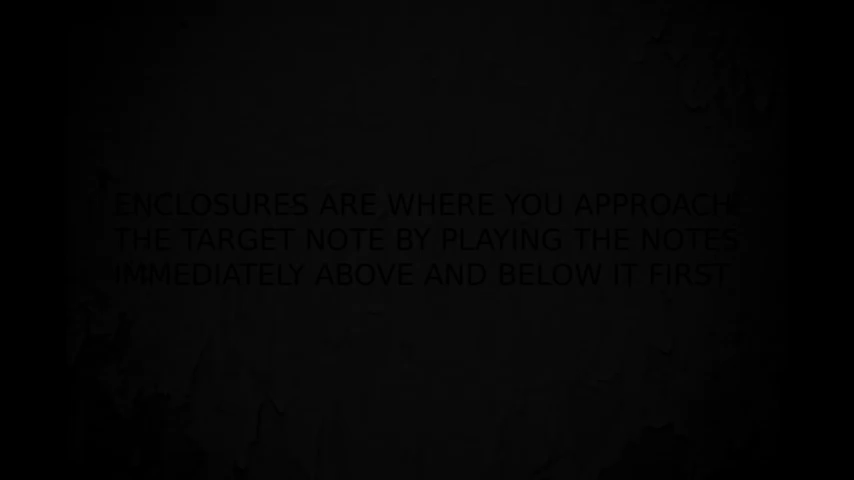 ENCLOSURES ARE WHERE YOU APPROACH
THE TARGET NOTE BY PLAYING THE NOTES
IMMEDIATELY ABOVE AND BELOW IT FIRST